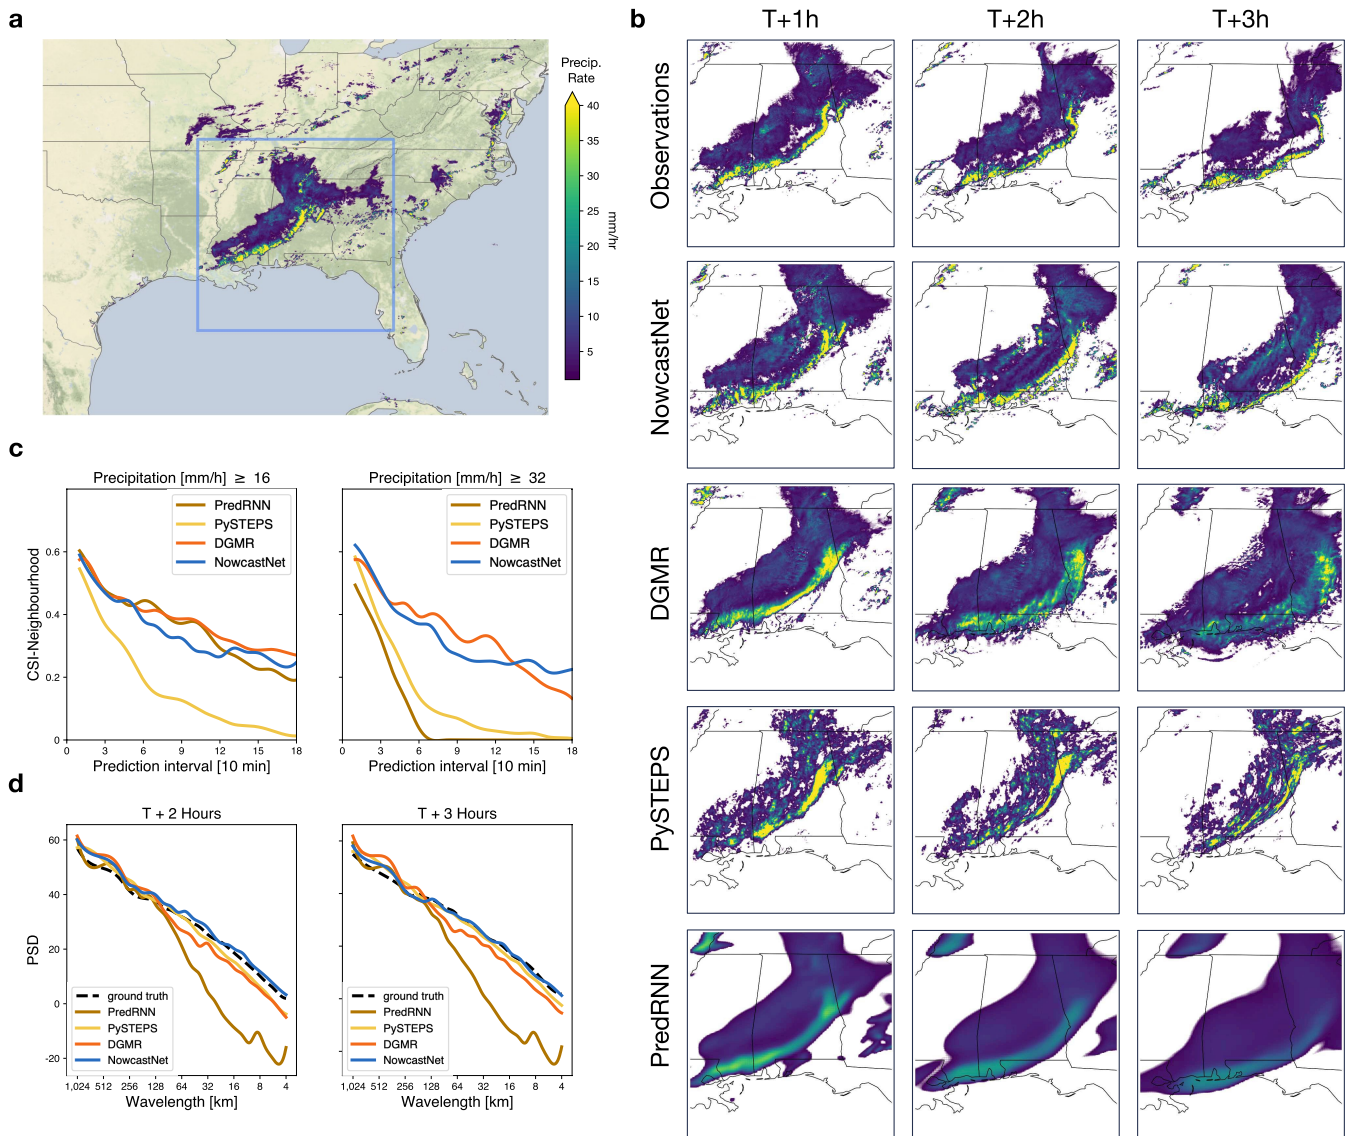 a
Precip.
Rate
40
35
30
25
20
15
10
5
mm/hr
b
T+1h
T+2h
T+3h
Observations
NowcastNet
DGMR
PySTEPS
PredRNN
c
Precipitation [mm/h] ≥ 16
PredRNN
PySTEPS
DGMR
NowcastNet
CSI-Neighbourhood
0.6
0.4
0.2
0
0 3 6 9 12 15 18
Prediction interval [10 min]
Precipitation [mm/h] ≥ 32
PredRNN
PySTEPS
DGMR
NowcastNet
0 3 6 9 12 15 18
Prediction interval [10 min]
d
T + 2 Hours
PSD
60
40
20
0
-20
ground truth
PredRNN
PySTEPS
DGMR
NowcastNet
1,024 512 256 128 64 32 16 8 4
Wavelength [km]
T + 3 Hours
ground truth
PredRNN
PySTEPS
DGMR
NowcastNet
1,024 512 256 128 64 32 16 8 4
Wavelength [km]